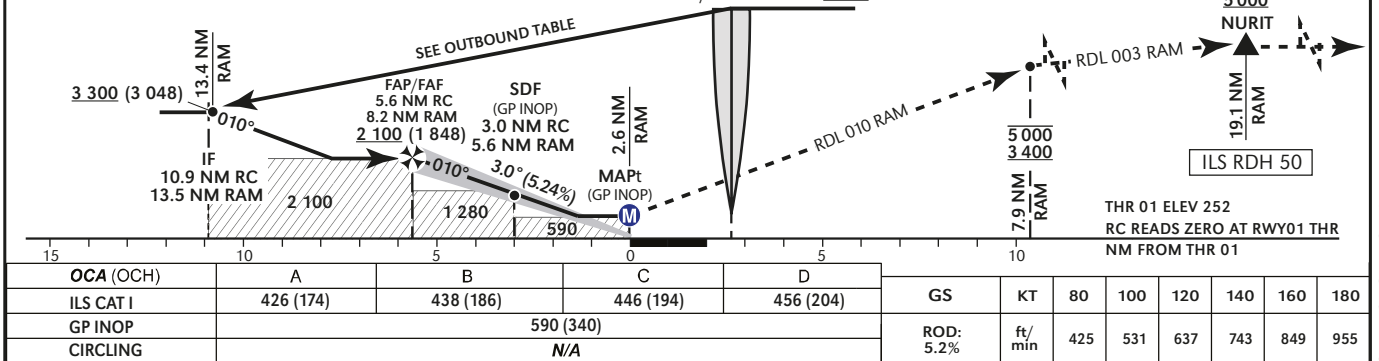 5 000
NURIT
SEE OUTBOUND TABLE
13.4 NM
RAM
3 300 (3 048)
010°
FAP/FAF
5.6 NM RC
8.2 NM RAM
2 100 (1 848)
SDF
(GP INOP)
3.0 NM RC
5.6 NM RAM
2.6 NM
RAM
RDL 010 RAM
RDL 003 RAM
19.1 NM
RAM
5 000
3 400
7.9 NM
RAM
ILS RDH 50
IF
10.9 NM RC
13.5 NM RAM
010°
3.0° (5.24%)
MAPt
(GP INOP)
M
2 100
1 280
590
THR 01 ELEV 252
RC READS ZERO AT RWY01 THR
NM FROM THR 01
15 10 5 0 5 10
OCA (OCH) A B C D
ILS CAT I 426 (174) 438 (186) 446 (194) 456 (204)
GP INOP 590 (340)
CIRCLING N/A
GS KT 80 100 120 140 160 180
ROD:
5.2%
ft/
min
425 531 637 743 849 955